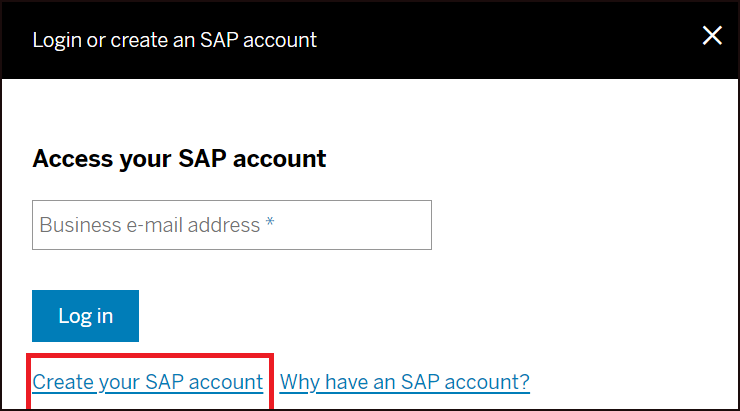 Login or create an SAP account
Access your SAP account
Business e-mail address *
Log in
Create your SAP account Why have an SAP account?